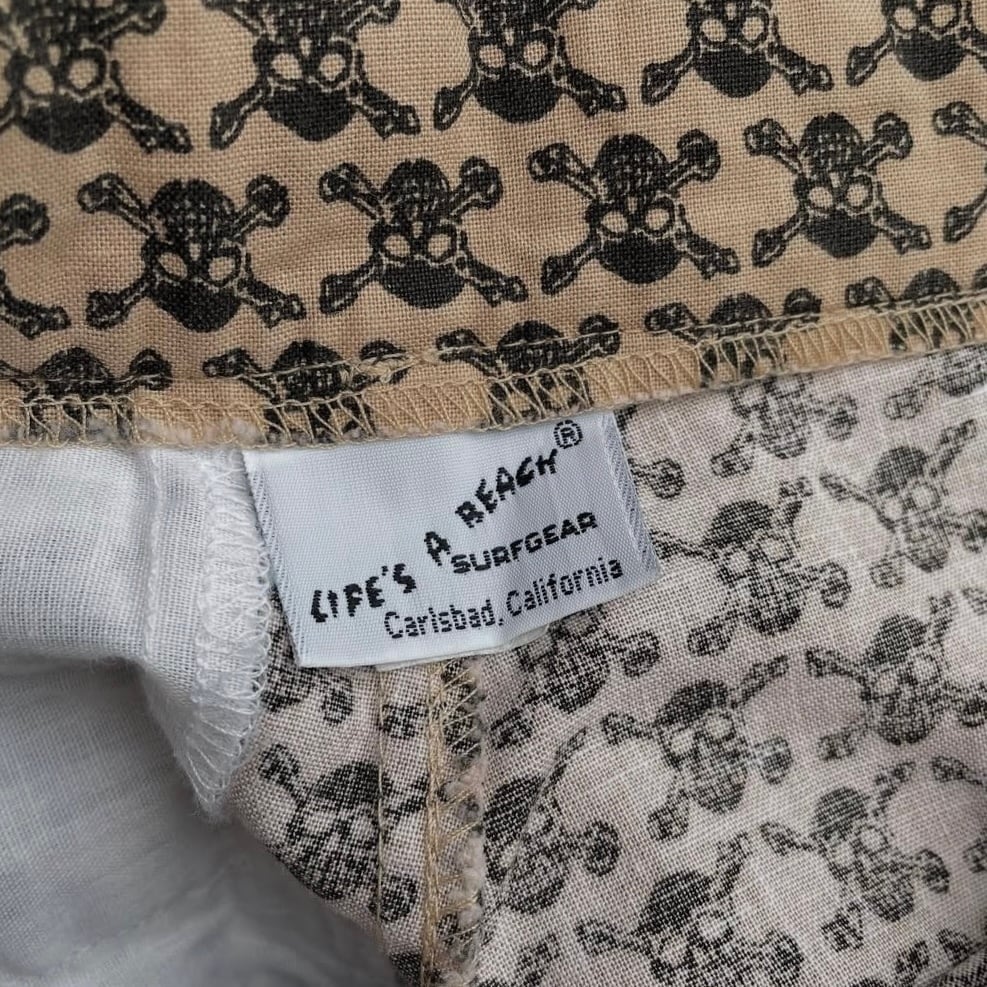 LIFE'S A BEACH®
SURFGEAR
Carlsbad, California